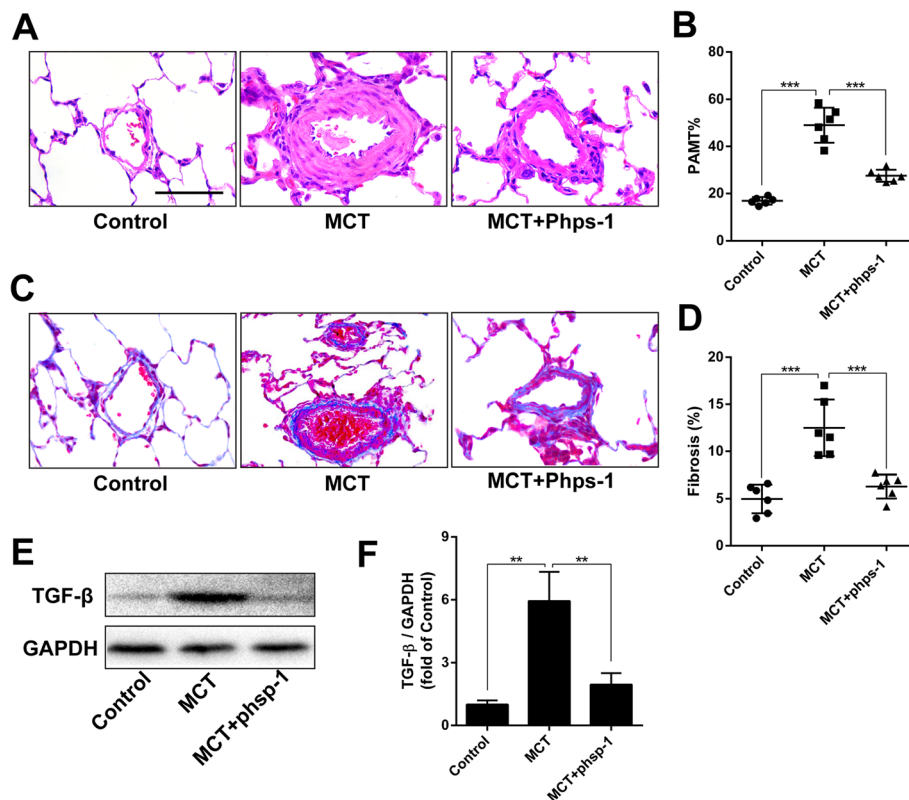 A
Control
MCT
MCT+Phps-1
B
PAMT%
80
60
40
20
0
***
***
Control
MCT
MCT+phps-1
C
Control
MCT
MCT+Phps-1
D
Fibrosis (%)
20
15
10
5
0
***
***
Control
MCT
MCT+phps-1
E
TGF-β
GAPDH
Control
MCT
MCT+phsp-1
F
TGF-β / GAPDH
(fold of Control)
9
6
3
0
**
**
Control
MCT
MCT+phps-1